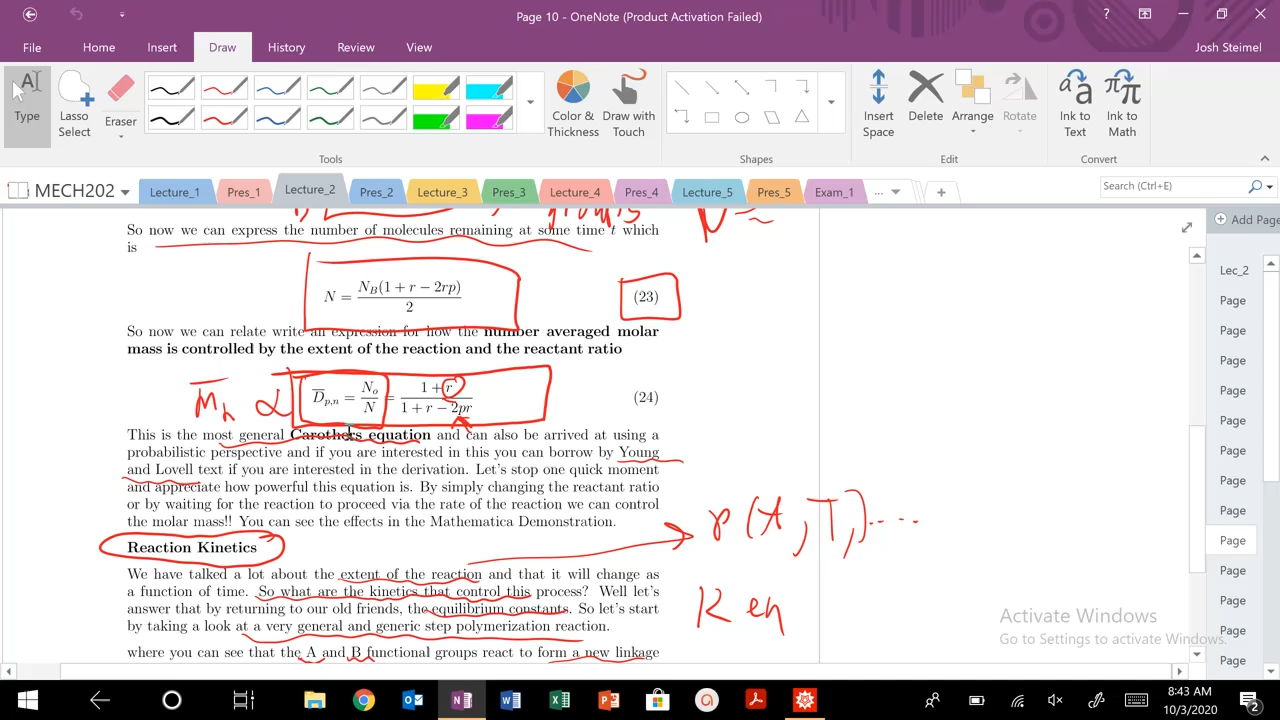 Page 10 - OneNote (Product Activation Failed)
?
File Home Insert Draw History Review View Josh Steimel
Type Lasso Select Eraser Color & Thickness Draw with Touch Insert Space Delete Arrange Rotate Ink to Text Ink to Math
Tools Shapes Edit Convert
MECH202 Lecture_1 Pres_1 Lecture_2 Pres_2 Lecture_3 Pres_3 Lecture_4 Pres_4 Lecture_5 Pres_5 Exam_1 ... Search (Ctrl+E)
Add Page
So now we can express the number of molecules remaining at some time t which
is
N = N_B(1 + r − 2rp) / 2 (23)
So now we can relate write an expression for how the number averaged molar
mass is controlled by the extent of the reaction and the reactant ratio
M̅n ∝ D̅_{p,n} = N_o / N = (1 + r) / (1 + r − 2pr) (24)
This is the most general Carothers equation and can also be arrived at using a
probabilistic perspective and if you are interested in this you can borrow by Young
and Lovell text if you are interested in the derivation. Let's stop one quick moment
and appreciate how powerful this equation is. By simply changing the reactant ratio
or by waiting for the reaction to proceed via the rate of the reaction we can control
the molar mass!! You can see the effects in the Mathematica Demonstration.
Reaction Kinetics
We have talked a lot about the extent of the reaction and that it will change as
a function of time. So what are the kinetics that control this process? Well let's
answer that by returning to our old friends, the equilibrium constants. So let's start
by taking a look at a very general and generic step polymerization reaction.
K eq
where you can see that the A and B functional groups react to form a new linkage
Lec_2
Page
Page
Page
Page
Page
Page
Page
Page
Page
Page
Page
Page
Page
Activate Windows
Go to Settings to activate Windows.
8:43 AM
10/3/2020
2